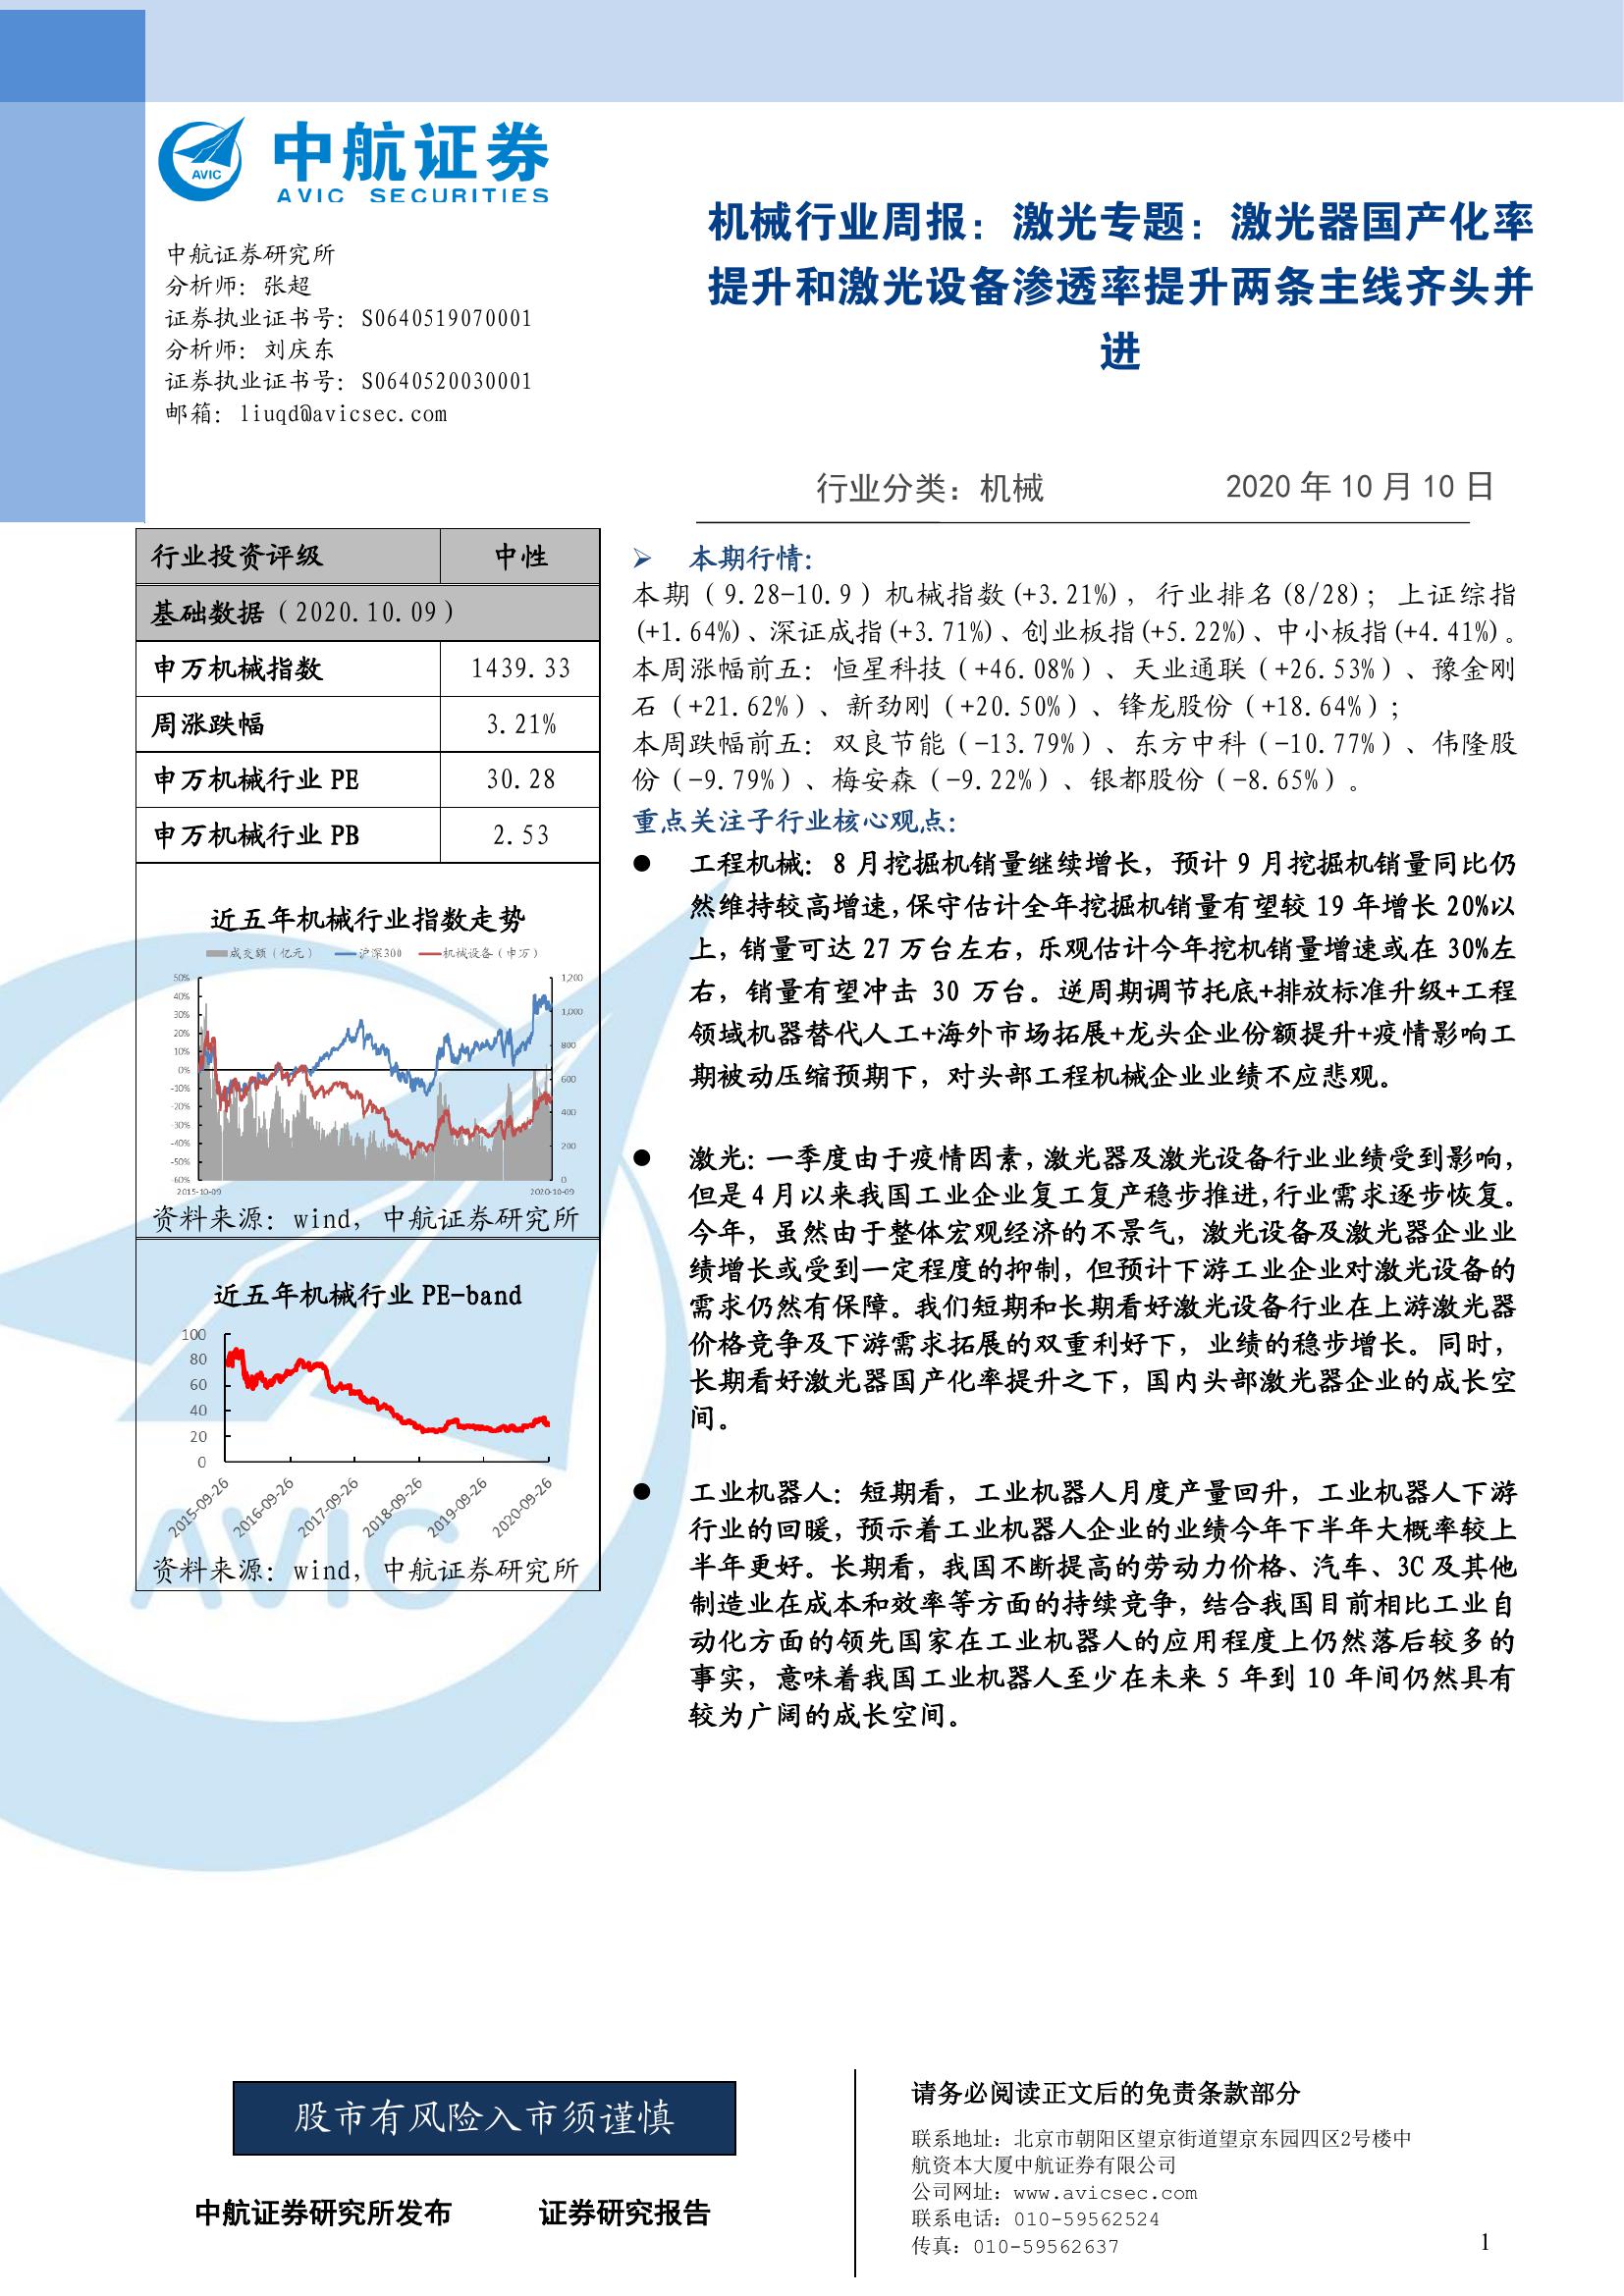 AVIC
中航证券
AVIC SECURITIES
中航证券研究所
分析师：张超
证券执业证书号：S0640519070001
分析师：刘庆东
证券执业证书号：S0640520030001
邮箱：liuqd@avicsec.com
机械行业周报：激光专题：激光器国产化率
提升和激光设备渗透率提升两条主线齐头并
进
行业分类：机械 2020 年 10 月 10 日
行业投资评级 中性
基础数据（2020.10.09）
申万机械指数 1439.33
周涨跌幅 3.21%
申万机械行业 PE 30.28
申万机械行业 PB 2.53
近五年机械行业指数走势
成交额（亿元） 沪深300 机械设备（申万）
50%
40%
30%
20%
10%
0%
-10%
-20%
-30%
-40%
-50%
-60%
1,200
1,000
800
600
400
200
0
2015-10-09 2020-10-09
资料来源：wind，中航证券研究所
近五年机械行业 PE-band
100
80
60
40
20
0
2015-09-26
2016-09-26
2017-09-26
2018-09-26
2019-09-26
2020-09-26
资料来源：wind，中航证券研究所
AVIC
➢ 本期行情：
本期（9.28-10.9）机械指数(+3.21%)，行业排名(8/28)；上证综指
(+1.64%)、深证成指(+3.71%)、创业板指(+5.22%)、中小板指(+4.41%)。
本周涨幅前五：恒星科技（+46.08%）、天业通联（+26.53%）、豫金刚
石（+21.62%）、新劲刚（+20.50%）、锋龙股份（+18.64%）；
本周跌幅前五：双良节能（-13.79%）、东方中科（-10.77%）、伟隆股
份（-9.79%）、梅安森（-9.22%）、银都股份（-8.65%）。
重点关注子行业核心观点：
● 工程机械：8 月挖掘机销量继续增长，预计 9 月挖掘机销量同比仍
然维持较高增速，保守估计全年挖掘机销量有望较 19 年增长 20%以
上，销量可达 27 万台左右，乐观估计今年挖机销量增速或在 30%左
右，销量有望冲击 30 万台。逆周期调节托底+排放标准升级+工程
领域机器替代人工+海外市场拓展+龙头企业份额提升+疫情影响工
期被动压缩预期下，对头部工程机械企业业绩不应悲观。
● 激光：一季度由于疫情因素，激光器及激光设备行业业绩受到影响，
但是 4 月以来我国工业企业复工复产稳步推进，行业需求逐步恢复。
今年，虽然由于整体宏观经济的不景气，激光设备及激光器企业业
绩增长或受到一定程度的抑制，但预计下游工业企业对激光设备的
需求仍然有保障。我们短期和长期看好激光设备行业在上游激光器
价格竞争及下游需求拓展的双重利好下，业绩的稳步增长。同时，
长期看好激光器国产化率提升之下，国内头部激光器企业的成长空
间。
● 工业机器人：短期看，工业机器人月度产量回升，工业机器人下游
行业的回暖，预示着工业机器人企业的业绩今年下半年大概率较上
半年更好。长期看，我国不断提高的劳动力价格、汽车、3C 及其他
制造业在成本和效率等方面的持续竞争，结合我国目前相比工业自
动化方面的领先国家在工业机器人的应用程度上仍然落后较多的
事实，意味着我国工业机器人至少在未来 5 年到 10 年间仍然具有
较为广阔的成长空间。
股市有风险入市须谨慎
中航证券研究所发布 证券研究报告
请务必阅读正文后的免责条款部分
联系地址：北京市朝阳区望京街道望京东园四区2号楼中
航资本大厦中航证券有限公司
公司网址：www.avicsec.com
联系电话：010-59562524
传真：010-59562637
1